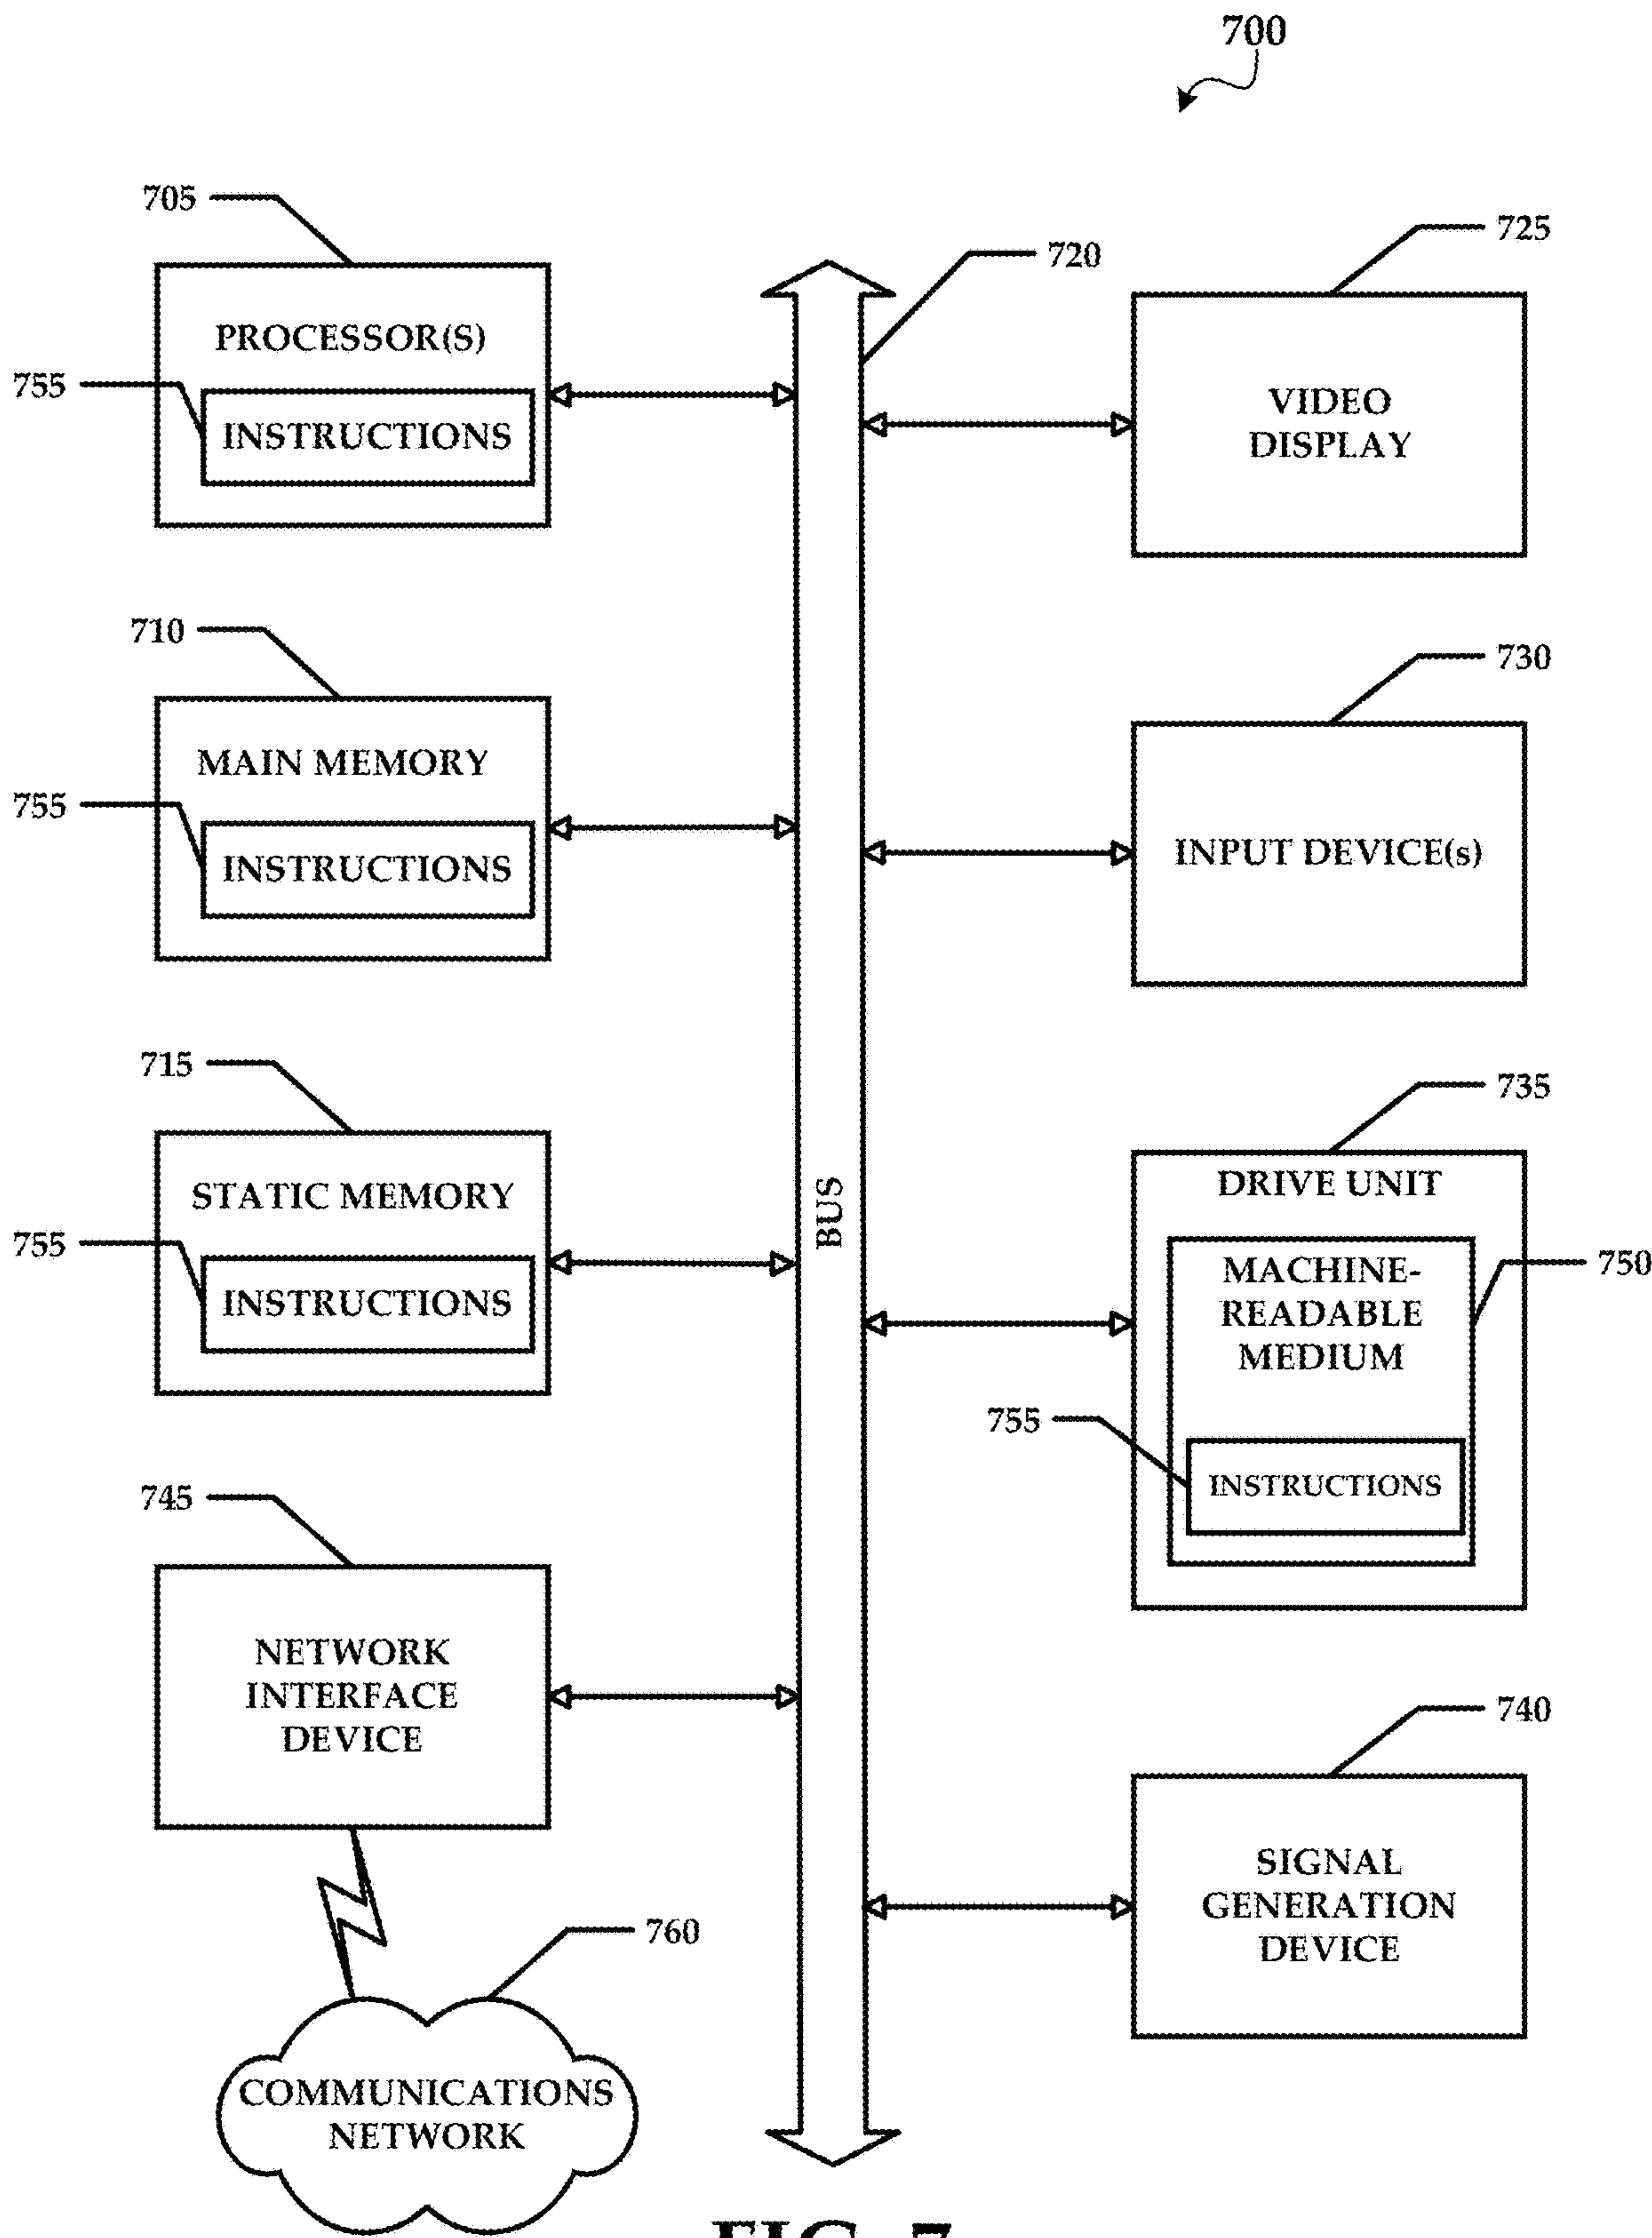 700
705
PROCESSOR(S)
755
INSTRUCTIONS
720
725
VIDEO
DISPLAY
710
MAIN MEMORY
755
INSTRUCTIONS
730
INPUT DEVICE(s)
715
STATIC MEMORY
755
INSTRUCTIONS
BUS
735
DRIVE UNIT
MACHINE-
READABLE
MEDIUM
750
755
INSTRUCTIONS
745
NETWORK
INTERFACE
DEVICE
740
SIGNAL
GENERATION
DEVICE
760
COMMUNICATIONS
NETWORK
FIG. 7